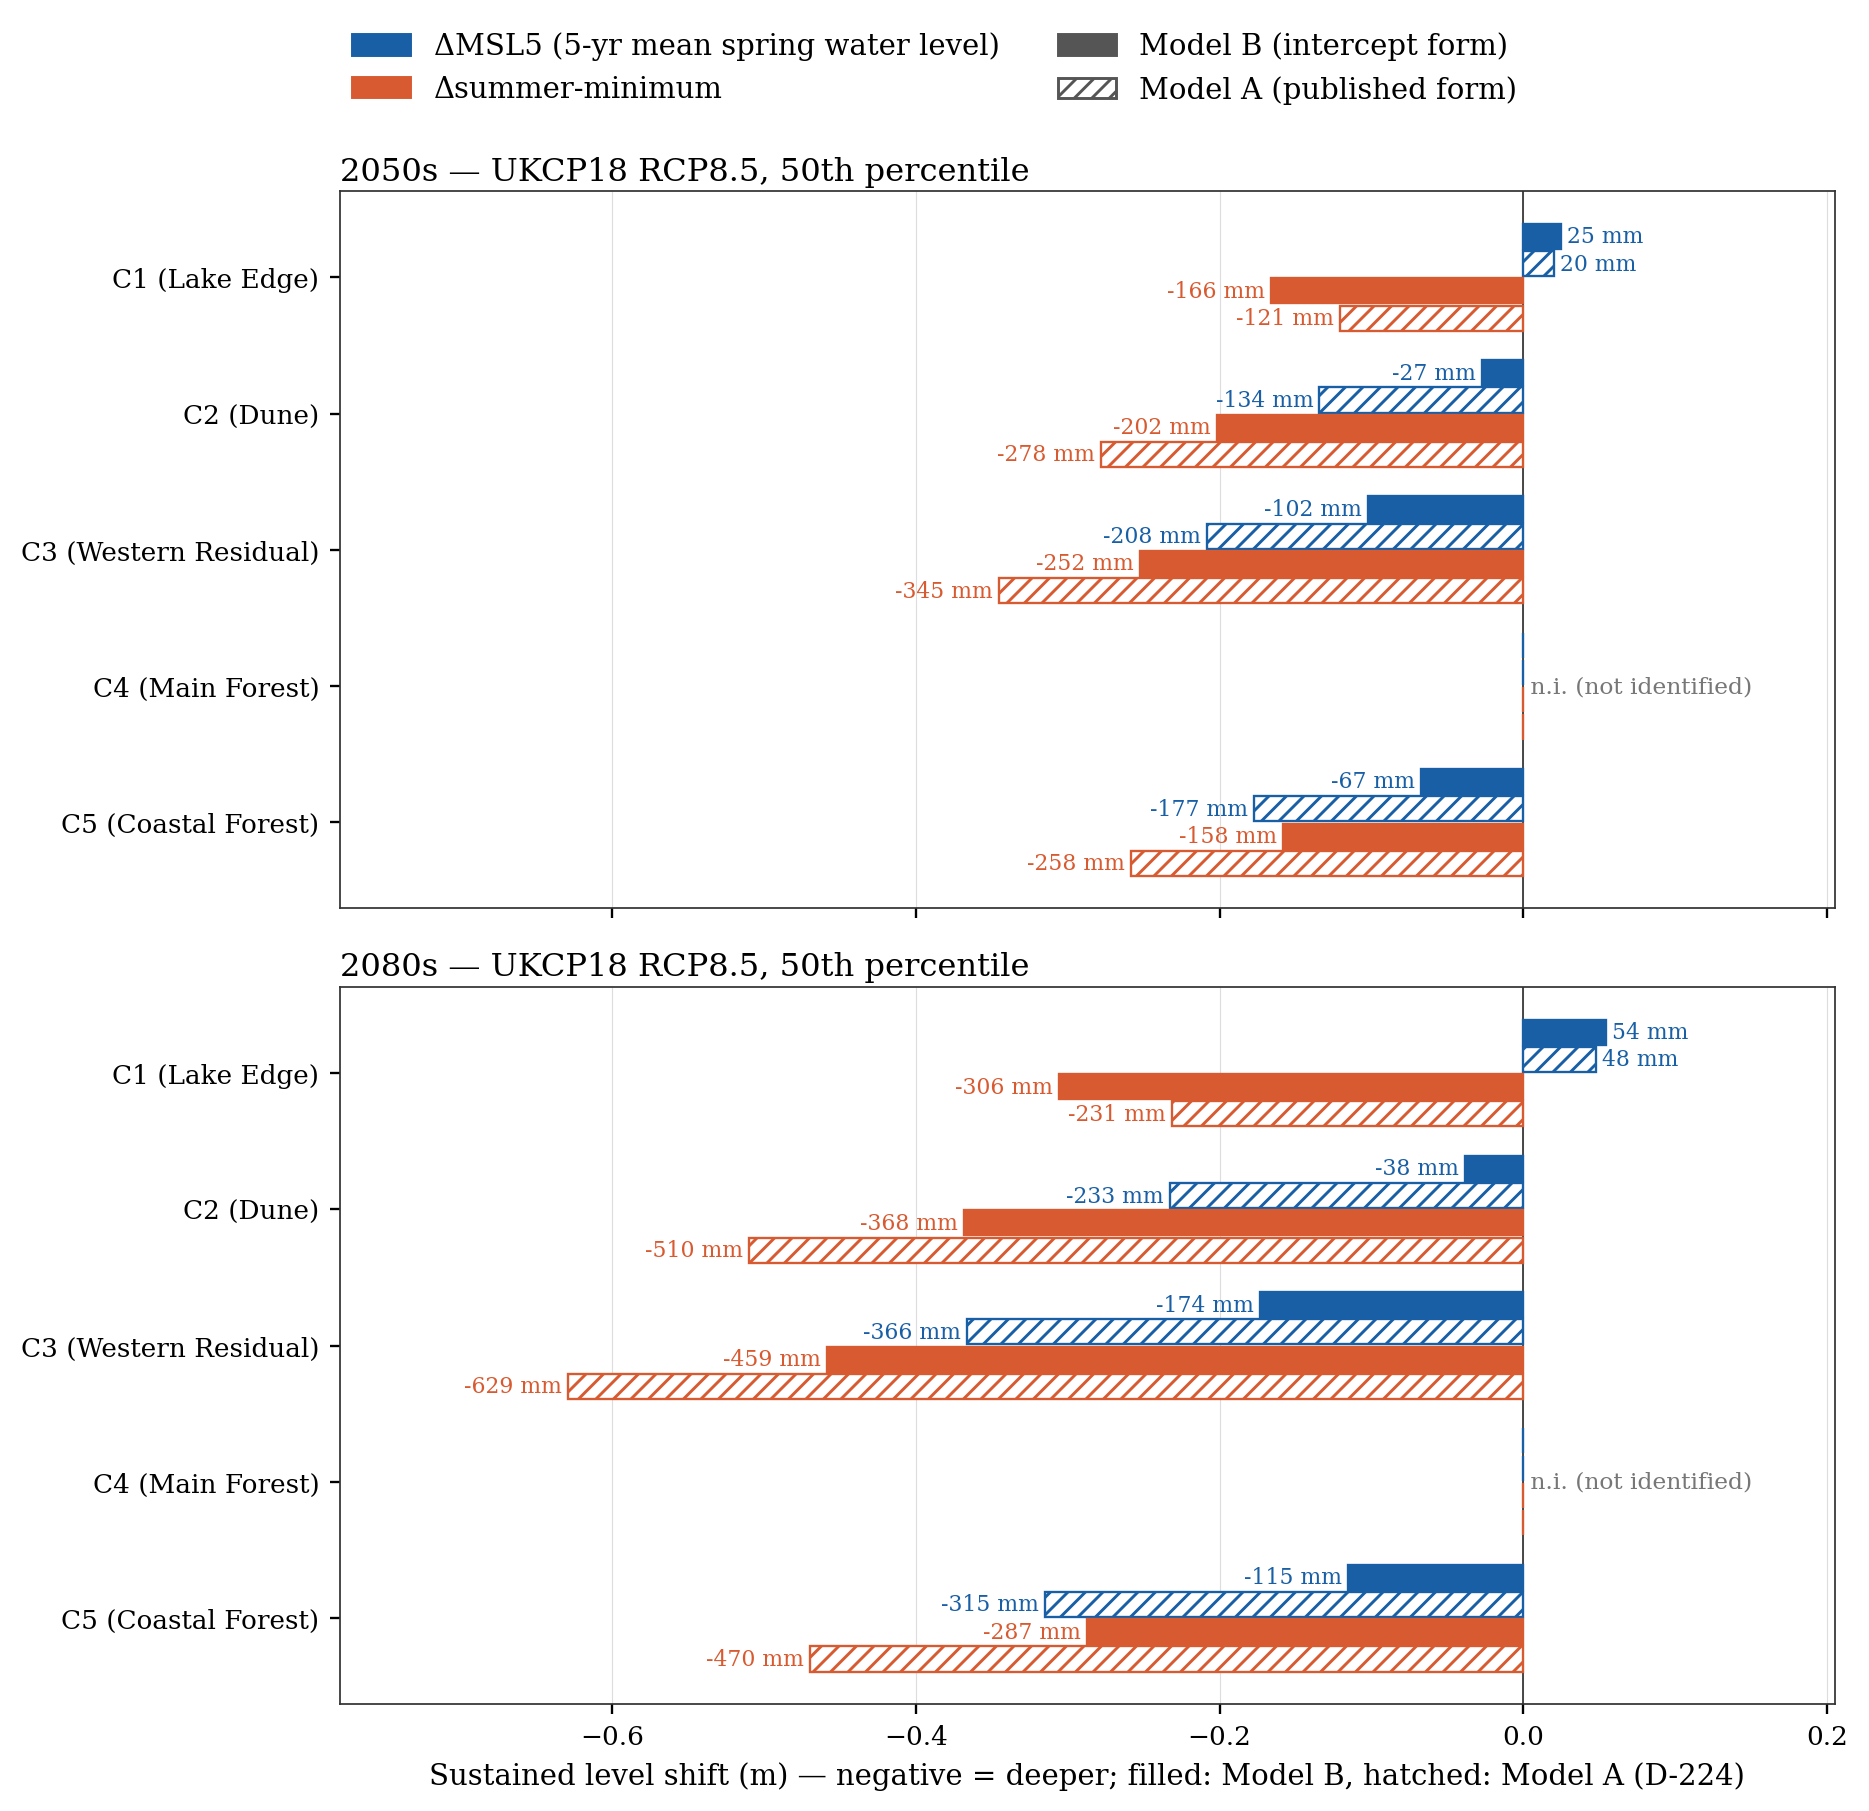 ΔMSL5 (5-yr mean spring water level)
Δsummer-minimum
Model B (intercept form)
Model A (published form)
2050s — UKCP18 RCP8.5, 50th percentile
C1 (Lake Edge)
25 mm
20 mm
-166 mm
-121 mm
C2 (Dune)
-27 mm
-134 mm
-202 mm
-278 mm
C3 (Western Residual)
-102 mm
-208 mm
-252 mm
-345 mm
C4 (Main Forest)
n.i. (not identified)
C5 (Coastal Forest)
-67 mm
-177 mm
-158 mm
-258 mm
2080s — UKCP18 RCP8.5, 50th percentile
C1 (Lake Edge)
54 mm
48 mm
-306 mm
-231 mm
C2 (Dune)
-38 mm
-233 mm
-368 mm
-510 mm
C3 (Western Residual)
-174 mm
-366 mm
-459 mm
-629 mm
C4 (Main Forest)
n.i. (not identified)
C5 (Coastal Forest)
-115 mm
-315 mm
-287 mm
-470 mm
−0.6 −0.4 −0.2 0.0 0.2
Sustained level shift (m) — negative = deeper; filled: Model B, hatched: Model A (D-224)